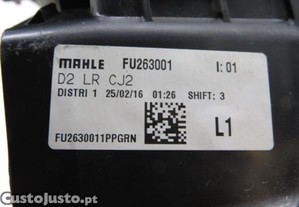 MAHLE FU263001 I: 01
D2 LR CJ2
DISTRI 1 25/02/16 01:26 SHIFT: 3
L1
FU2630011PPGRN
CustoJusto.pt